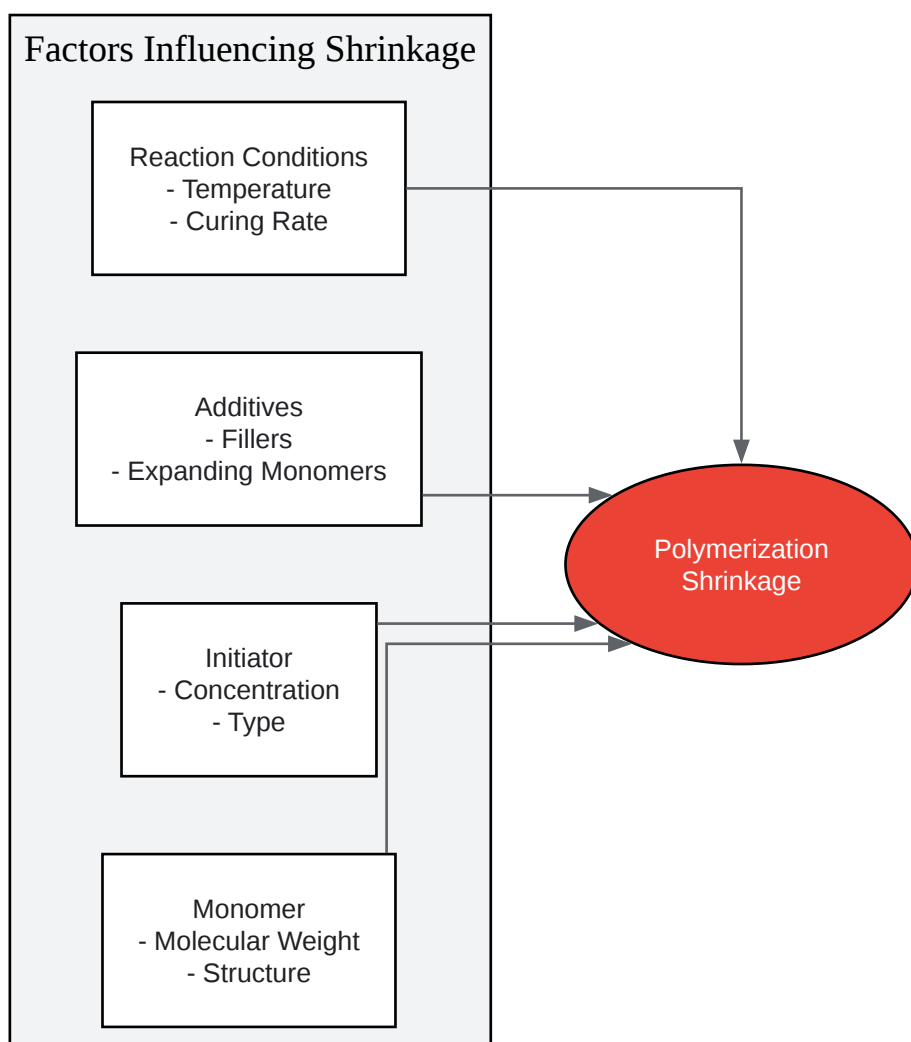 Factors Influencing Shrinkage
Reaction Conditions
- Temperature
- Curing Rate
Additives
- Fillers
- Expanding Monomers
Polymerization
Shrinkage
Initiator
- Concentration
- Type
Monomer
- Molecular Weight
- Structure